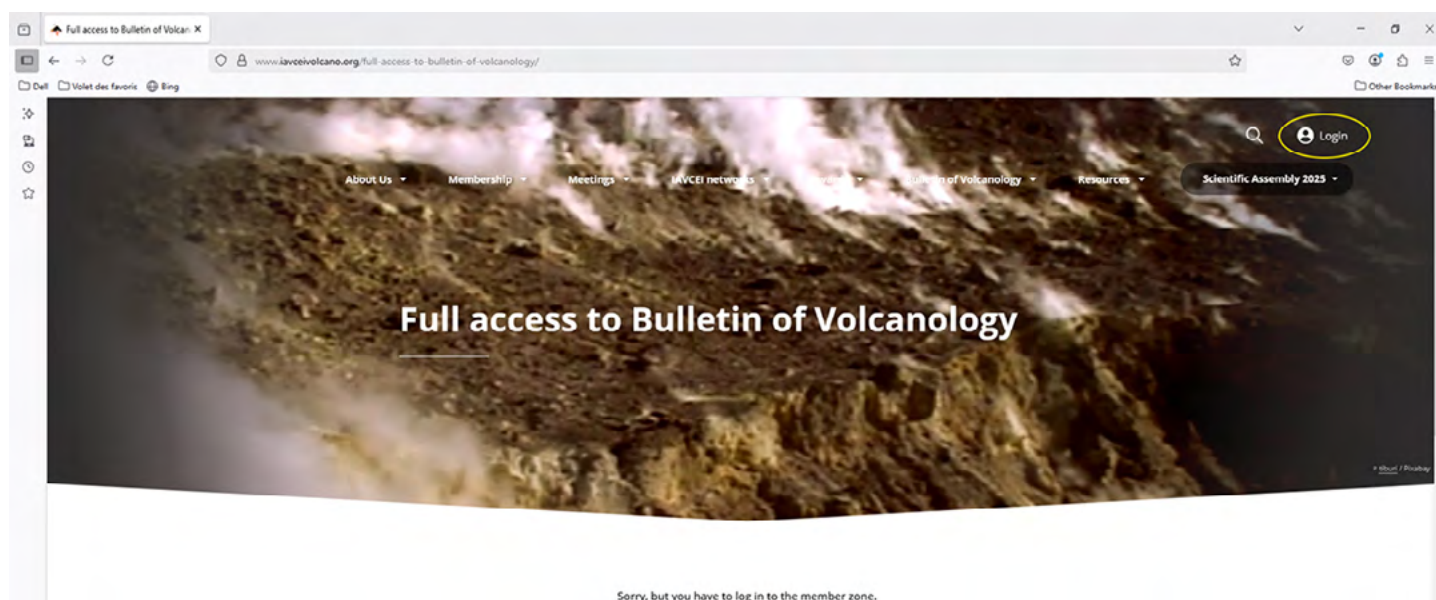 Full access to Bulletin of Volcan
www.iavceivolcano.org/full-access-to-bulletin-of-volcanology/
Dell Volet des favoris Bing Other Bookmarks
Login
About Us Membership Meetings IAVCEI networks Bulletin of Volcanology Resources Scientific Assembly 2025
Full access to Bulletin of Volcanology
/ Pixabay
Sorry, but you have to log in to the member zone.